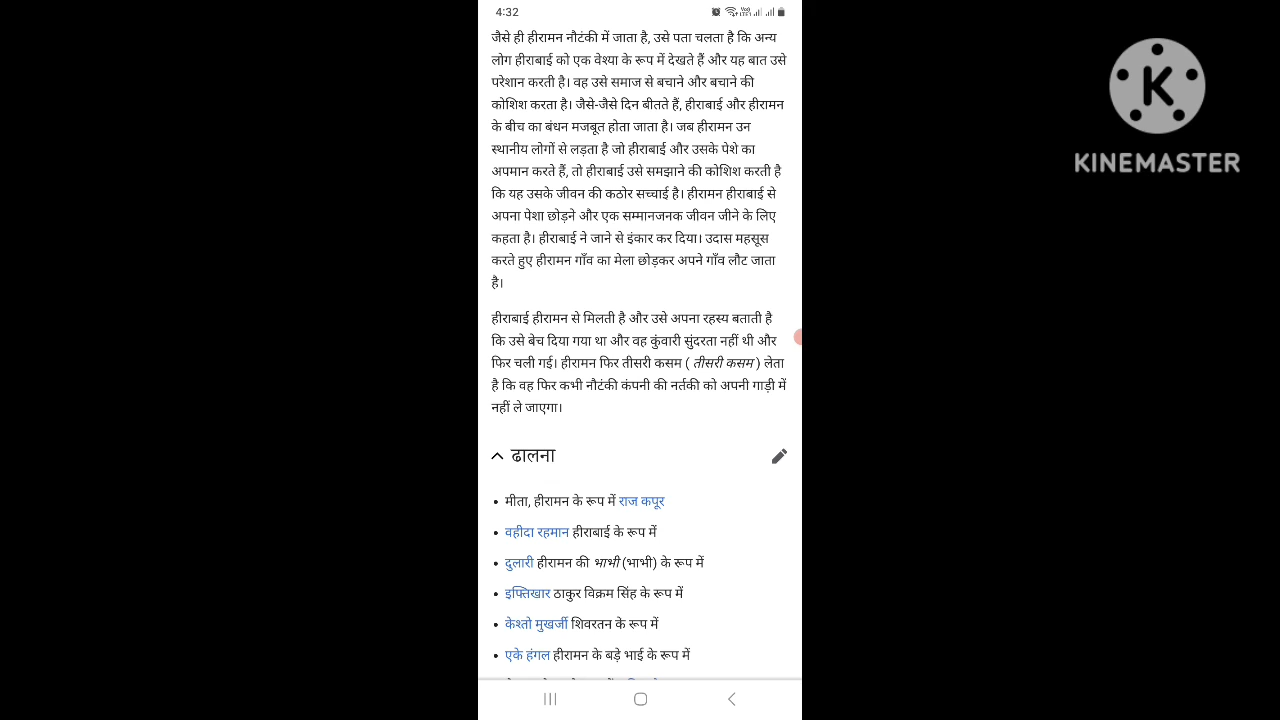 4:32
जैसे ही हीरामन नौटंकी में जाता है, उसे पता चलता है कि अन्य
लोग हीराबाई को एक वेश्या के रूप में देखते हैं और यह बात उसे
परेशान करती है। वह उसे समाज से बचाने और बचाने की
कोशिश करता है। जैसे-जैसे दिन बीतते हैं, हीराबाई और हीरामन
के बीच का बंधन मजबूत होता जाता है। जब हीरामन उन
स्थानीय लोगों से लड़ता है जो हीराबाई और उसके पेशे का
अपमान करते हैं, तो हीराबाई उसे समझाने की कोशिश करती है
कि यह उसके जीवन की कठोर सच्चाई है। हीरामन हीराबाई से
अपना पेशा छोड़ने और एक सम्मानजनक जीवन जीने के लिए
कहता है। हीराबाई ने जाने से इंकार कर दिया। उदास महसूस
करते हुए हीरामन गाँव का मेला छोड़कर अपने गाँव लौट जाता
है।
हीराबाई हीरामन से मिलती है और उसे अपना रहस्य बताती है
कि उसे बेच दिया गया था और वह कुंवारी सुंदरता नहीं थी और
फिर चली गई। हीरामन फिर तीसरी कसम ( तीसरी कसम ) लेता
है कि वह फिर कभी नौटंकी कंपनी की नर्तकी को अपनी गाड़ी में
नहीं ले जाएगा।
ढालना
• मीता, हीरामन के रूप में राज कपूर
• वहीदा रहमान हीराबाई के रूप में
• दुलारी हीरामन की भाभी (भाभी) के रूप में
• इफ्तिखार ठाकुर विक्रम सिंह के रूप में
• केश्तो मुखर्जी शिवरतन के रूप में
• एके हंगल हीरामन के बड़े भाई के रूप में
K
KINEMASTER